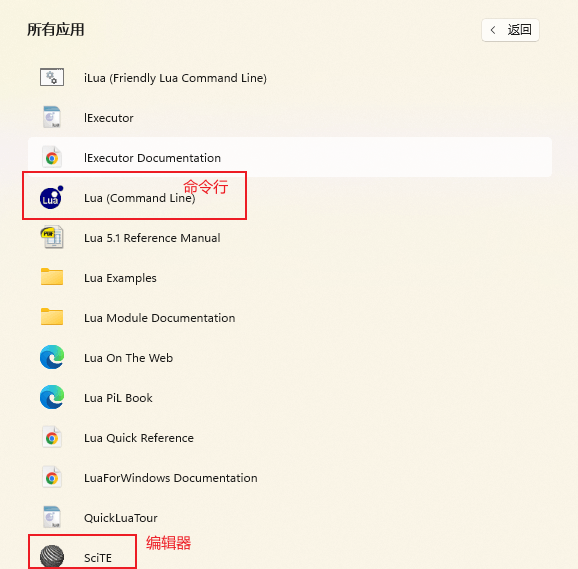 所有应用
返回
iLua (Friendly Lua Command Line)
lExecutor
lExecutor Documentation
命令行
Lua (Command Line)
Lua 5.1 Reference Manual
Lua Examples
Lua Module Documentation
Lua On The Web
Lua PiL Book
Lua Quick Reference
LuaForWindows Documentation
QuickLuaTour
编辑器
SciTE